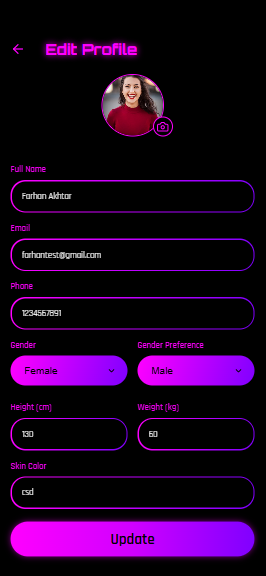 Edit Profile
Full Name
Farhan Akhtar
Email
farhantest@gmail.com
Phone
1234567891
Gender
Gender Preference
Female
Male
Height (cm)
Weight (kg)
130
60
Skin Color
csd
Update